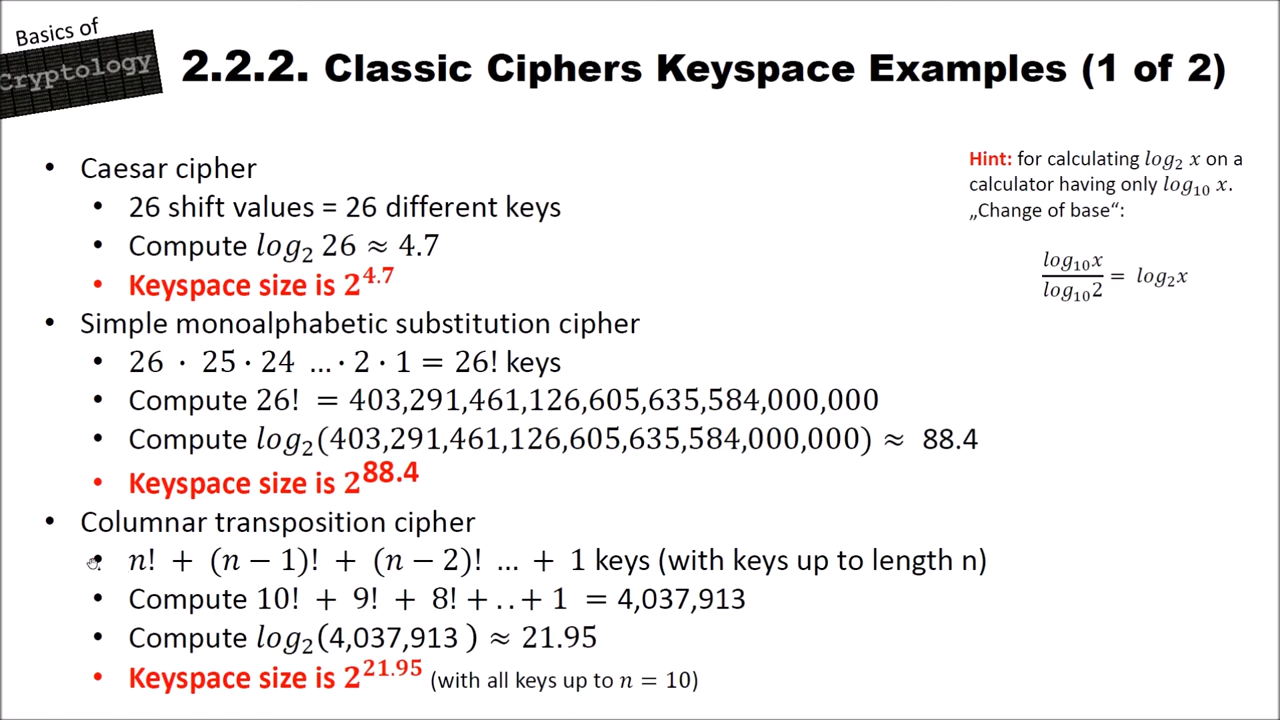 Basics of
Cryptology
2.2.2. Classic Ciphers Keyspace Examples (1 of 2)
• Caesar cipher
• 26 shift values = 26 different keys
• Compute log₂ 26 ≈ 4.7
• Keyspace size is 2^4.7
• Simple monoalphabetic substitution cipher
• 26 · 25 · 24 … · 2 · 1 = 26! keys
• Compute 26! = 403,291,461,126,605,635,584,000,000
• Compute log₂(403,291,461,126,605,635,584,000,000) ≈ 88.4
• Keyspace size is 2^88.4
• Columnar transposition cipher
• n! + (n − 1)! + (n − 2)! … + 1 keys (with keys up to length n)
• Compute 10! + 9! + 8! + . . + 1 = 4,037,913
• Compute log₂(4,037,913 ) ≈ 21.95
• Keyspace size is 2^21.95 (with all keys up to n = 10)
Hint: for calculating log₂ x on a
calculator having only log₁₀ x.
„Change of base“:
log₁₀x
log₁₀2
= log₂x